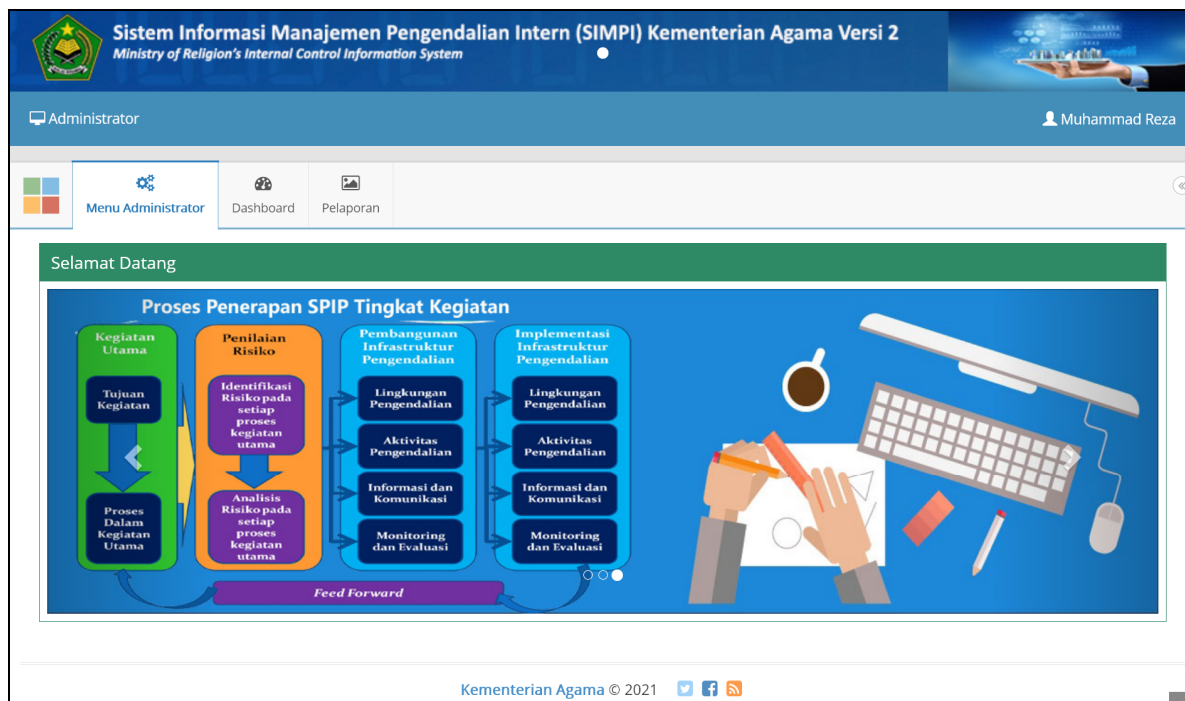 Sistem Informasi Manajemen Pengendalian Intern (SIMPI) Kementerian Agama Versi 2
Ministry of Religion's Internal Control Information System
Administrator
Muhammad Reza
Menu Administrator
Dashboard
Pelaporan
Selamat Datang
Proses Penerapan SPIP Tingkat Kegiatan
Kegiatan
Utama
Tujuan
Kegiatan
Proses
Dalam
Kegiatan
Utama
Penilaian
Risiko
Identifikasi
Risiko pada
setiap
proses
kegiatan
utama
Analisis
Risiko pada
setiap
proses
kegiatan
utama
Pembangunan
Infrastruktur
Pengendalian
Lingkungan
Pengendalian
Aktivitas
Pengendalian
Informasi dan
Komunikasi
Monitoring
dan Evaluasi
Implementasi
Infrastruktur
Pengendalian
Lingkungan
Pengendalian
Aktivitas
Pengendalian
Informasi dan
Komunikasi
Monitoring
dan Evaluasi
Feed Forward
Kementerian Agama © 2021